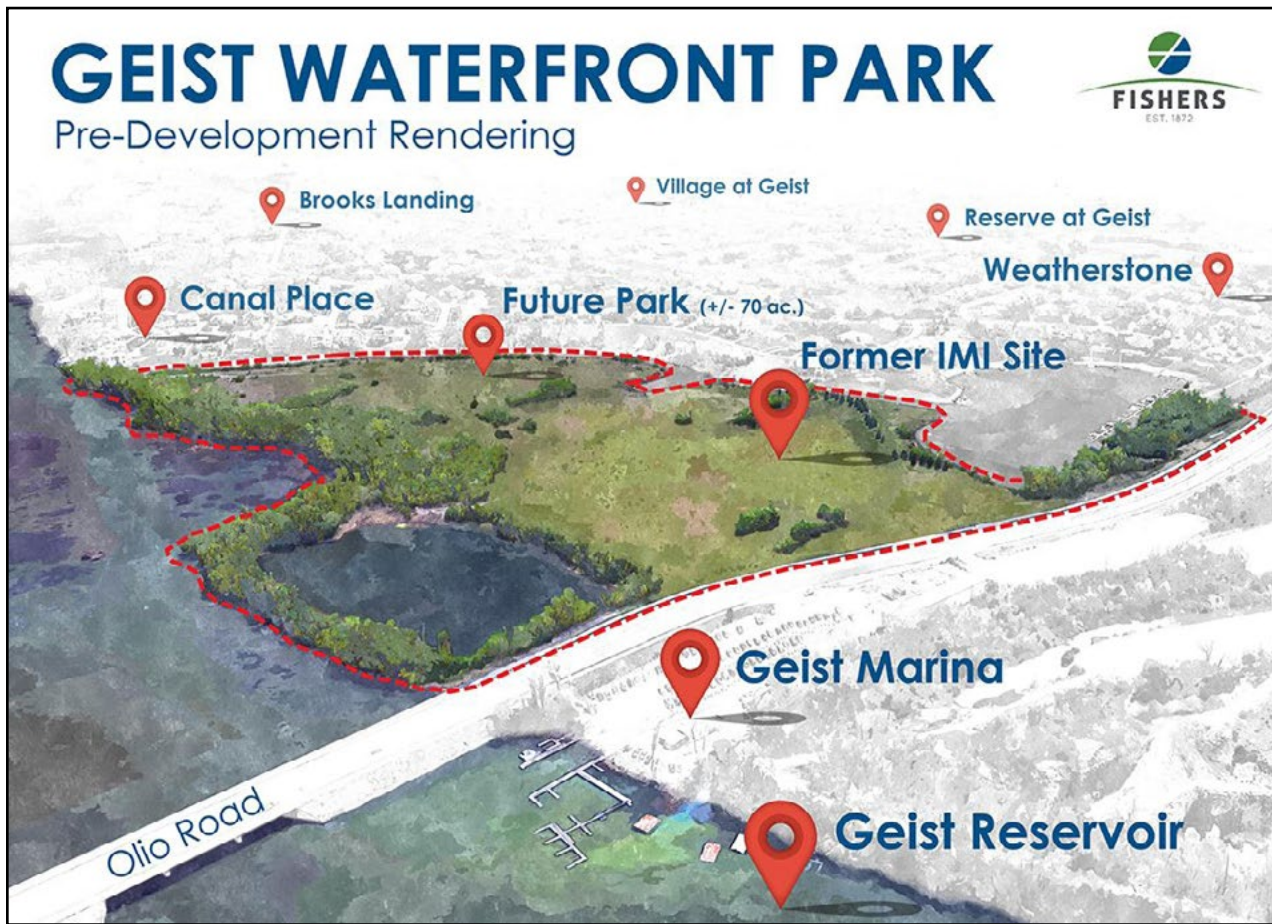 GEIST WATERFRONT PARK
Pre-Development Rendering
FISHERS
EST. 1872
Brooks Landing
Village at Geist
Reserve at Geist
Weatherstone
Canal Place
Future Park (+/- 70 ac.)
Former IMI Site
Geist Marina
Olio Road
Geist Reservoir